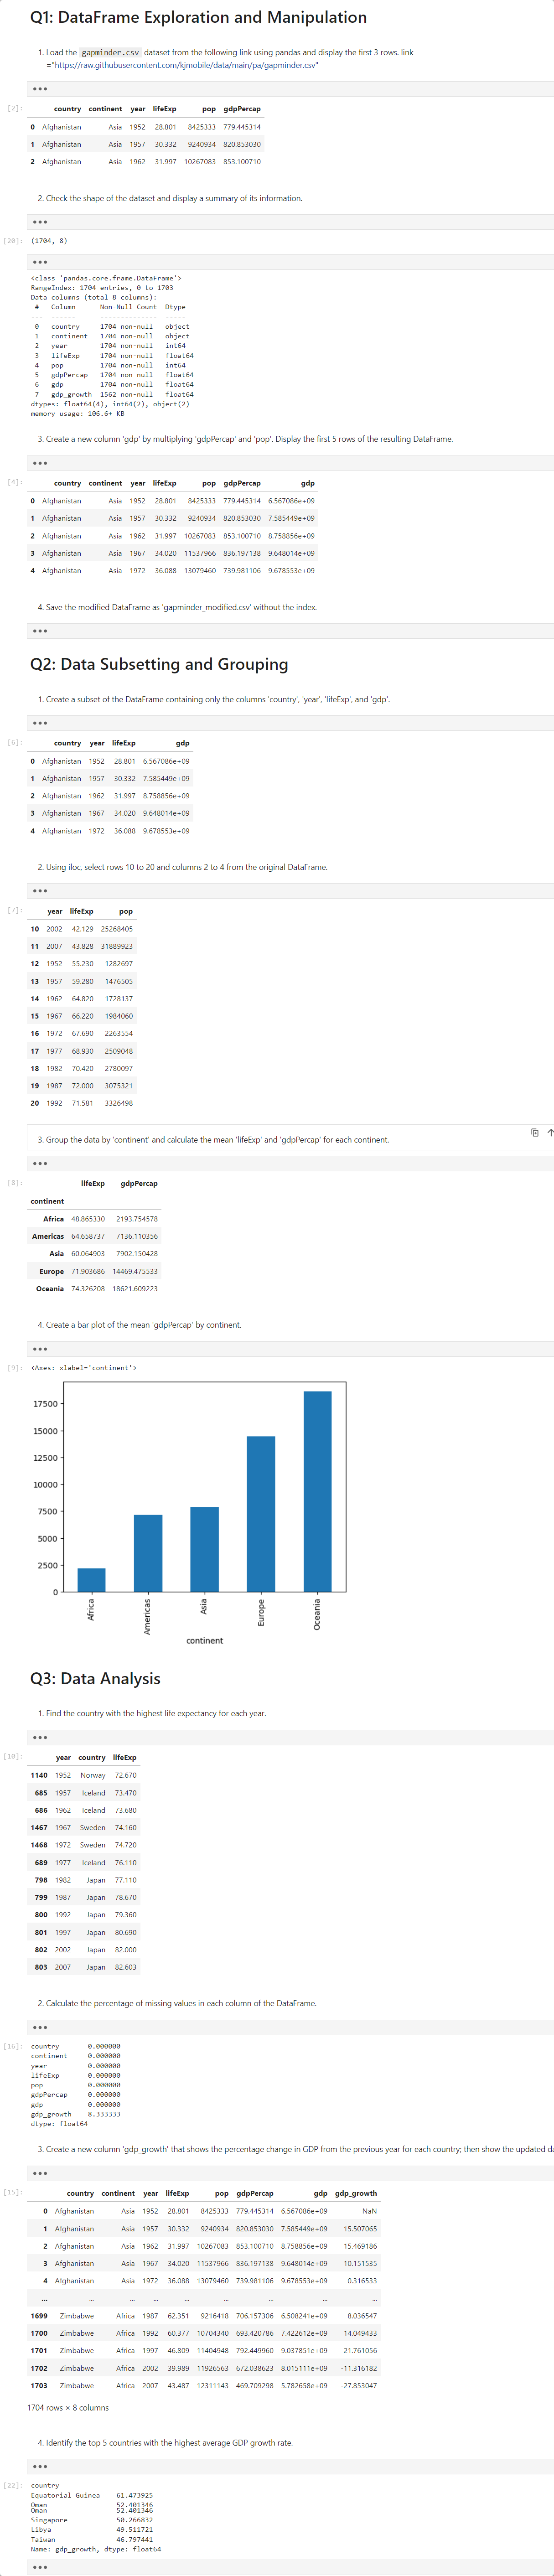 Q1: DataFrame Exploration and Manipulation
1. Load the gapminder.csv dataset from the following link using pandas and display the first 3 rows. link
="https://raw.githubusercontent.com/kjmobile/data/main/pa/gapminder.csv"
•••
[2]:
country continent year lifeExp pop gdpPercap
0 Afghanistan Asia 1952 28.801 8425333 779.445314
1 Afghanistan Asia 1957 30.332 9240934 820.853030
2 Afghanistan Asia 1962 31.997 10267083 853.100710
2. Check the shape of the dataset and display a summary of its information.
•••
[20]: (1704, 8)
•••
<class 'pandas.core.frame.DataFrame'>
RangeIndex: 1704 entries, 0 to 1703
Data columns (total 8 columns):
# Column Non-Null Count Dtype
--- ------ -------------- -----
0 country 1704 non-null object
1 continent 1704 non-null object
2 year 1704 non-null int64
3 lifeExp 1704 non-null float64
4 pop 1704 non-null int64
5 gdpPercap 1704 non-null float64
6 gdp 1704 non-null float64
7 gdp_growth 1562 non-null float64
dtypes: float64(4), int64(2), object(2)
memory usage: 106.6+ KB
3. Create a new column 'gdp' by multiplying 'gdpPercap' and 'pop'. Display the first 5 rows of the resulting DataFrame.
•••
[4]:
country continent year lifeExp pop gdpPercap gdp
0 Afghanistan Asia 1952 28.801 8425333 779.445314 6.567086e+09
1 Afghanistan Asia 1957 30.332 9240934 820.853030 7.585449e+09
2 Afghanistan Asia 1962 31.997 10267083 853.100710 8.758856e+09
3 Afghanistan Asia 1967 34.020 11537966 836.197138 9.648014e+09
4 Afghanistan Asia 1972 36.088 13079460 739.981106 9.678553e+09
4. Save the modified DataFrame as 'gapminder_modified.csv' without the index.
•••
Q2: Data Subsetting and Grouping
1. Create a subset of the DataFrame containing only the columns 'country', 'year', 'lifeExp', and 'gdp'.
•••
[6]:
country year lifeExp gdp
0 Afghanistan 1952 28.801 6.567086e+09
1 Afghanistan 1957 30.332 7.585449e+09
2 Afghanistan 1962 31.997 8.758856e+09
3 Afghanistan 1967 34.020 9.648014e+09
4 Afghanistan 1972 36.088 9.678553e+09
2. Using iloc, select rows 10 to 20 and columns 2 to 4 from the original DataFrame.
•••
[7]:
year lifeExp pop
10 2002 42.129 25268405
11 2007 43.828 31889923
12 1952 55.230 1282697
13 1957 59.280 1476505
14 1962 64.820 1728137
15 1967 66.220 1984060
16 1972 67.690 2263554
17 1977 68.930 2509048
18 1982 70.420 2780097
19 1987 72.000 3075321
20 1992 71.581 3326498
3. Group the data by 'continent' and calculate the mean 'lifeExp' and 'gdpPercap' for each continent.
•••
[8]:
lifeExp gdpPercap
continent
Africa 48.865330 2193.754578
Americas 64.658737 7136.110356
Asia 60.064903 7902.150428
Europe 71.903686 14469.475533
Oceania 74.326208 18621.609223
4. Create a bar plot of the mean 'gdpPercap' by continent.
•••
[9]: <Axes: xlabel='continent'>
17500
15000
12500
10000
7500
5000
2500
0
Africa
Americas
Asia
Europe
Oceania
continent
Q3: Data Analysis
1. Find the country with the highest life expectancy for each year.
•••
[10]:
year country lifeExp
1140 1952 Norway 72.670
685 1957 Iceland 73.470
686 1962 Iceland 73.680
1467 1967 Sweden 74.160
1468 1972 Sweden 74.720
689 1977 Iceland 76.110
798 1982 Japan 77.110
799 1987 Japan 78.670
800 1992 Japan 79.360
801 1997 Japan 80.690
802 2002 Japan 82.000
803 2007 Japan 82.603
2. Calculate the percentage of missing values in each column of the DataFrame.
•••
[16]:
country 0.000000
continent 0.000000
year 0.000000
lifeExp 0.000000
pop 0.000000
gdpPercap 0.000000
gdp 0.000000
gdp_growth 8.333333
dtype: float64
3. Create a new column 'gdp_growth' that shows the percentage change in GDP from the previous year for each country; then show the updated da
•••
[15]:
country continent year lifeExp pop gdpPercap gdp gdp_growth
0 Afghanistan Asia 1952 28.801 8425333 779.445314 6.567086e+09 NaN
1 Afghanistan Asia 1957 30.332 9240934 820.853030 7.585449e+09 15.507065
2 Afghanistan Asia 1962 31.997 10267083 853.100710 8.758856e+09 15.469186
3 Afghanistan Asia 1967 34.020 11537966 836.197138 9.648014e+09 10.151535
4 Afghanistan Asia 1972 36.088 13079460 739.981106 9.678553e+09 0.316533
... ... ... ... ... ... ... ... ...
1699 Zimbabwe Africa 1987 62.351 9216418 706.157306 6.508241e+09 8.036547
1700 Zimbabwe Africa 1992 60.377 10704340 693.420786 7.422612e+09 14.049433
1701 Zimbabwe Africa 1997 46.809 11404948 792.449960 9.037851e+09 21.761056
1702 Zimbabwe Africa 2002 39.989 11926563 672.038623 8.015111e+09 -11.316182
1703 Zimbabwe Africa 2007 43.487 12311143 469.709298 5.782658e+09 -27.853047
1704 rows × 8 columns
4. Identify the top 5 countries with the highest average GDP growth rate.
•••
[22]:
country
Equatorial Guinea 61.473925
Oman 52.401346
Oman 52.401346
Singapore 50.266832
Libya 49.511721
Taiwan 46.797441
Name: gdp_growth, dtype: float64
•••